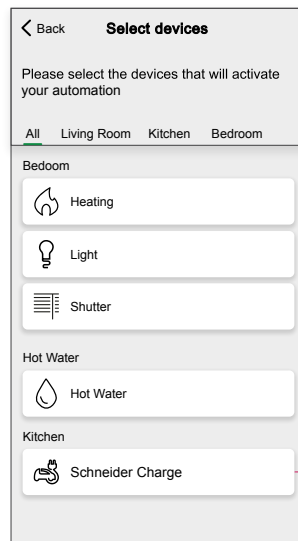 Back Select devices
Please select the devices that will activate
your automation
All Living Room Kitchen Bedroom
Bedoom
Heating
Light
Shutter
Hot Water
Hot Water
Kitchen
Schneider Charge